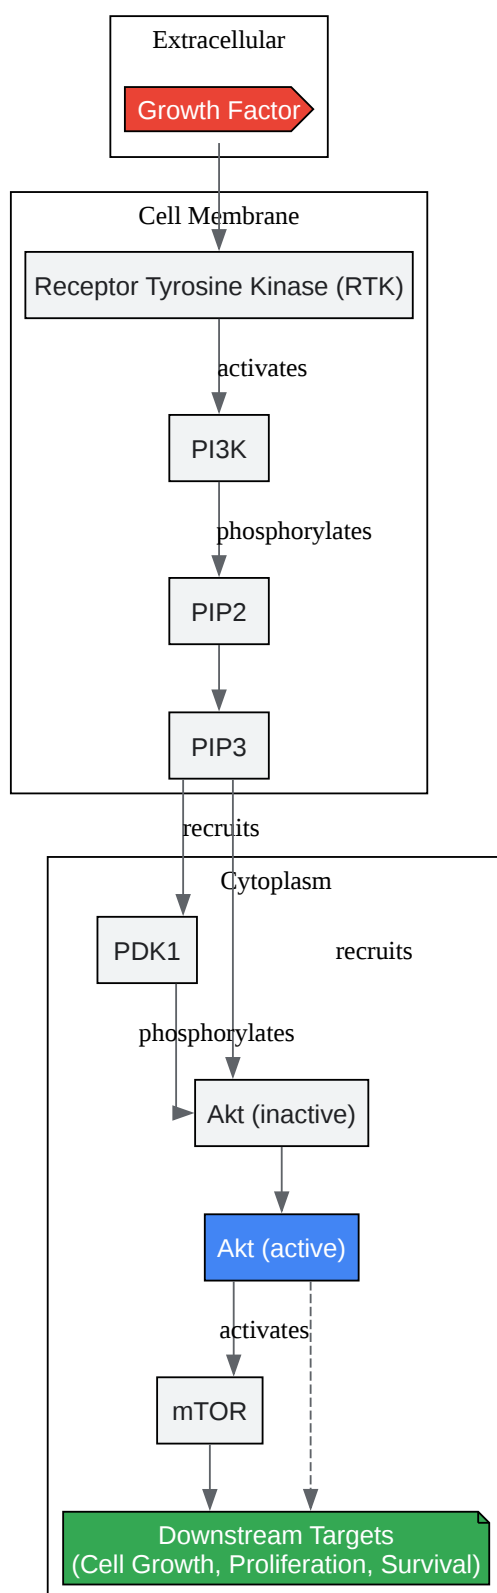 Extracellular
Growth Factor
Cell Membrane
Receptor Tyrosine Kinase (RTK)
activates
PI3K
phosphorylates
PIP2
PIP3
recruits
Cytoplasm
PDK1
recruits
phosphorylates
Akt (inactive)
Akt (active)
activates
mTOR
Downstream Targets
(Cell Growth, Proliferation, Survival)